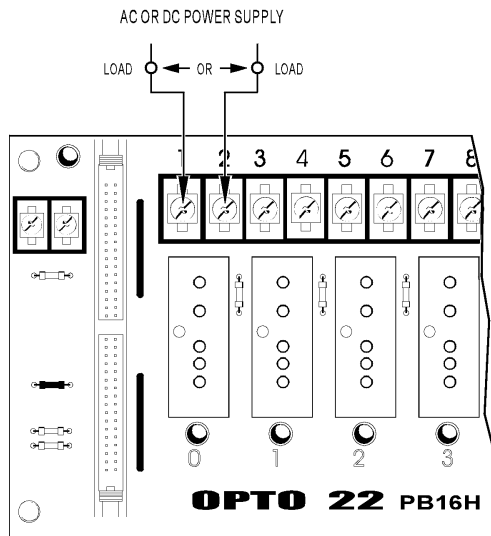 AC OR DC POWER SUPPLY
LOAD OR LOAD
1 2 3 4 5 6 7 8
0 1 2 3
OPTO 22 PB16H